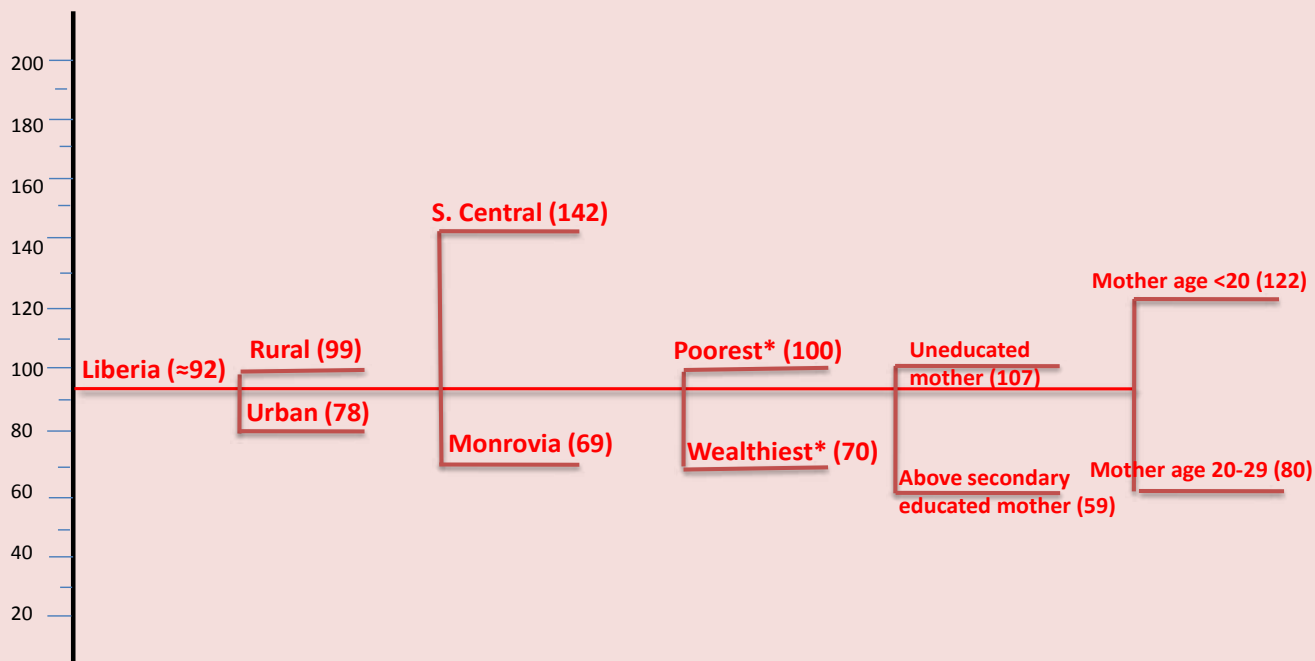 200
180
160
140
120
100
80
60
40
20
Liberia (≈92)
Rural (99)
Urban (78)
S. Central (142)
Monrovia (69)
Poorest* (100)
Wealthiest* (70)
Uneducated
mother (107)
Above secondary
educated mother (59)
Mother age <20 (122)
Mother age 20-29 (80)